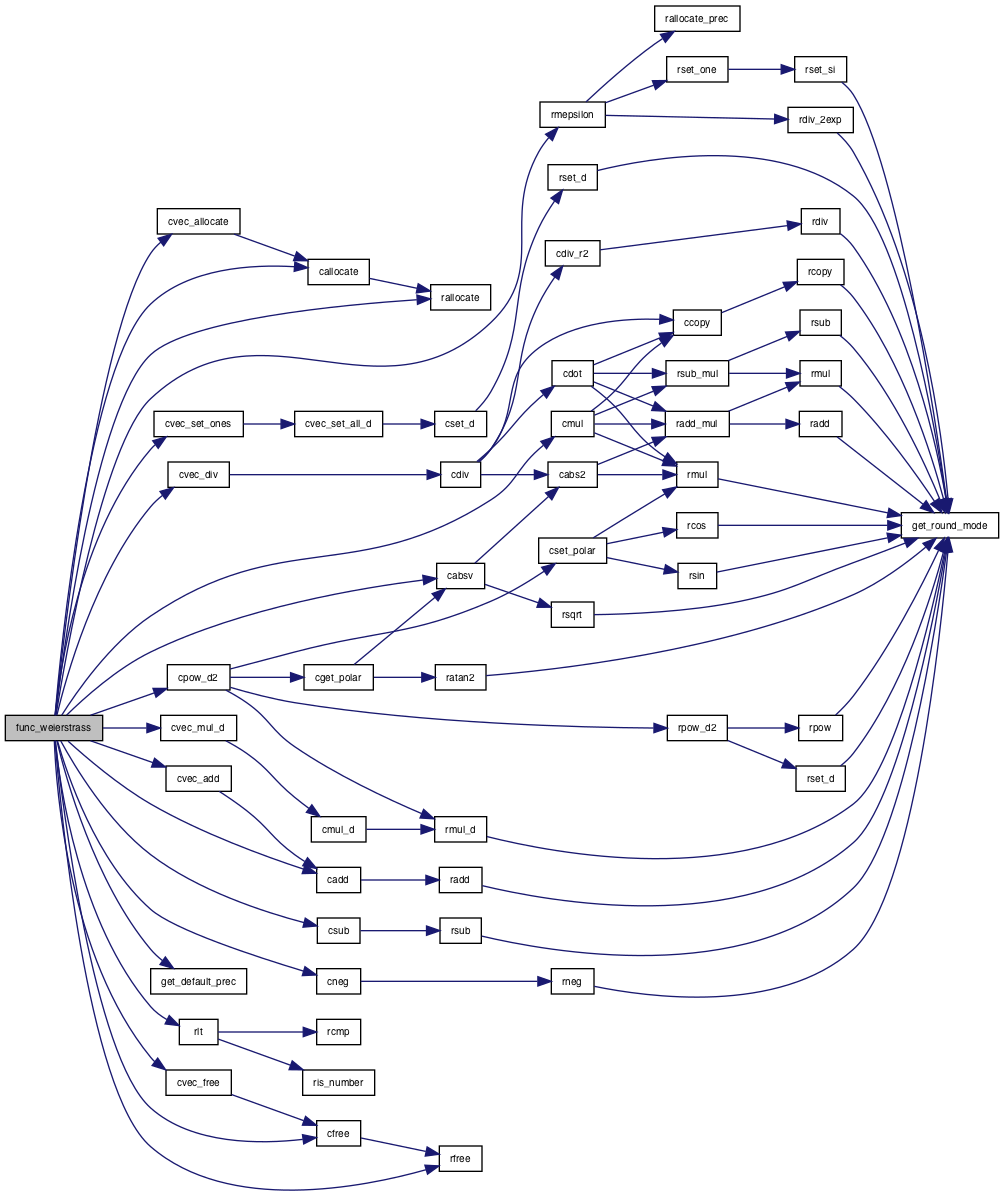 rallocate_prec
rset_one
rset_si
rmepsilon
rdiv_2exp
rset_d
cvec_allocate
rdiv
cdiv_r2
callocate
rcopy
rallocate
ccopy
rsub
cdot
rsub_mul
rmul
cvec_set_ones
cvec_set_all_d
cset_d
cmul
radd_mul
radd
cvec_div
cdiv
cabs2
rmul
rcos
get_round_mode
cset_polar
cabsv
rsin
rsqrt
cpow_d2
cget_polar
ratan2
func_weierstrass
cvec_mul_d
rpow_d2
rpow
cvec_add
rset_d
cmul_d
rmul_d
cadd
radd
csub
rsub
get_default_prec
cneg
rneg
rlt
rcmp
cvec_free
ris_number
cfree
rfree